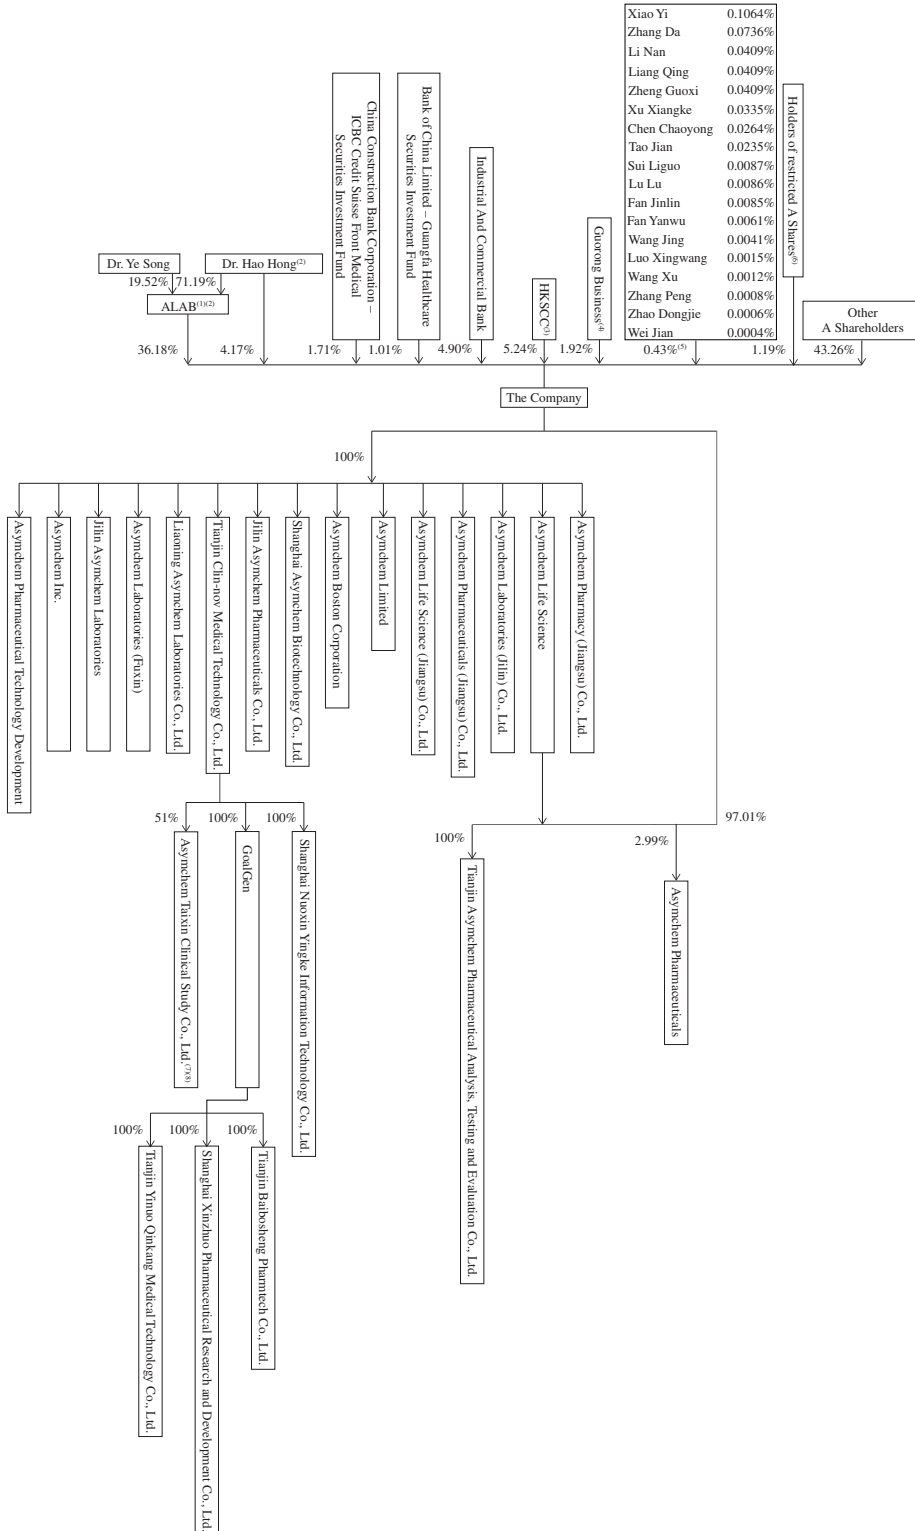 Xiao Yi 0.1064%
Zhang Da 0.0736%
Li Nan 0.0409%
Liang Qing 0.0409%
Zheng Guoxi 0.0409%
Xu Xiangke 0.0335%
Chen Chaoyong 0.0264%
Tao Jian 0.0235%
Sui Liguo 0.0087%
Lu Lu 0.0086%
Fan Jinlin 0.0085%
Fan Yanwu 0.0061%
Wang Jing 0.0041%
Luo Xingwang 0.0015%
Wang Xu 0.0012%
Zhang Peng 0.0008%
Zhao Dongjie 0.0006%
Wei Jian 0.0004%
Dr. Ye Song
Dr. Hao Hong(2)
19.52%
71.19%
ALAB(1)(2)
China Construction Bank Corporation –
ICBC Credit Suisse Front Medical
Securities Investment Fund
Bank of China Limited – Guangfa Healthcare
Securities Investment Fund
Industrial And Commercial Bank
HKSCC(3)
Guorong Business(4)
Holders of restricted A Shares(6)
Other
A Shareholders
36.18%
4.17%
1.71%
1.01%
4.90%
5.24%
1.92%
0.43%(5)
1.19%
43.26%
The Company
100%
Asymchem Pharmaceutical Technology Development
Asymchem Inc.
Jilin Asymchem Laboratories
Asymchem Laboratories (Fuxin)
Liaoning Asymchem Laboratories Co., Ltd.
Tianjin Clin-nov Medical Technology Co., Ltd.
Jilin Asymchem Pharmaceuticals Co., Ltd.
Shanghai Asymchem Biotechnology Co., Ltd.
Asymchem Boston Corporation
Asymchem Limited
Asymchem Life Science (Jiangsu) Co., Ltd.
Asymchem Pharmaceuticals (Jiangsu) Co., Ltd.
Asymchem Laboratories (Jilin) Co., Ltd.
Asymchem Life Science
Asymchem Pharmacy (Jiangsu) Co., Ltd.
51%
100%
100%
97.01%
100%
2.99%
Asymchem Taixin Clinical Study Co., Ltd.(7)(8)
GoalGen
Shanghai Nuoxin Yingke Information Technology Co., Ltd.
Tianjin Asymchem Pharmaceutical Analysis, Testing and Evaluation Co., Ltd.
Asymchem Pharmaceuticals
100%
100%
100%
Tianjin Yinuo Qinkang Medical Technology Co., Ltd.
Shanghai Xinzhuo Pharmaceutical Research and Development Co., Ltd.
Tianjin Baibosheng Pharmtech Co., Ltd.